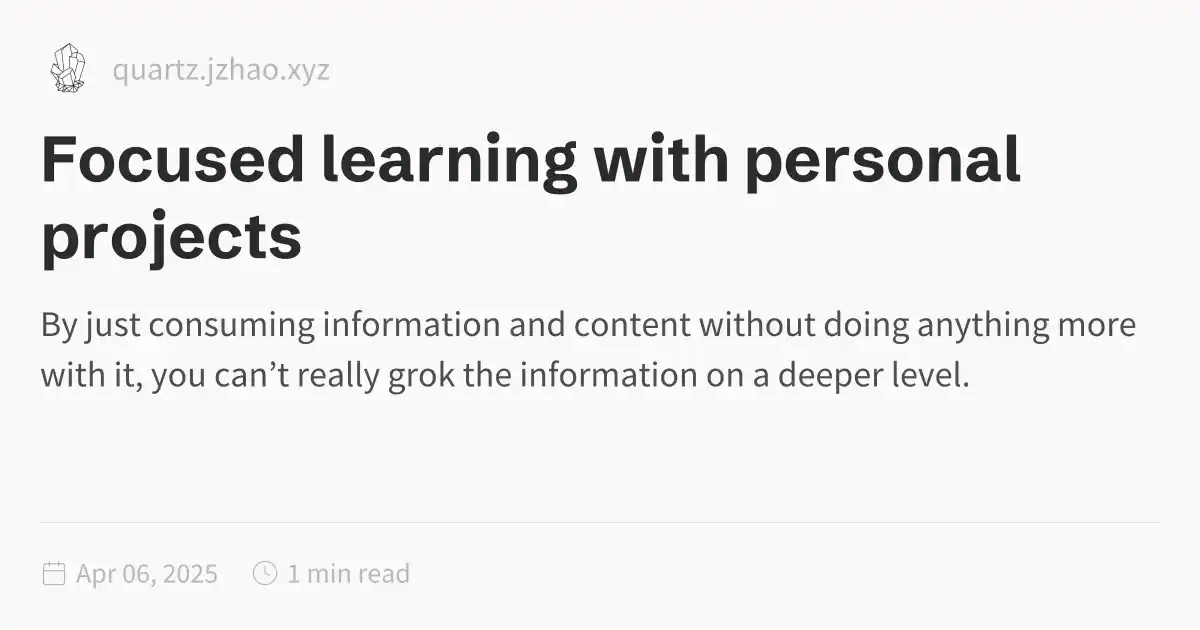 quartz.jzhao.xyz
Focused learning with personal
projects
By just consuming information and content without doing anything more
with it, you can’t really grok the information on a deeper level.
Apr 06, 2025 1 min read